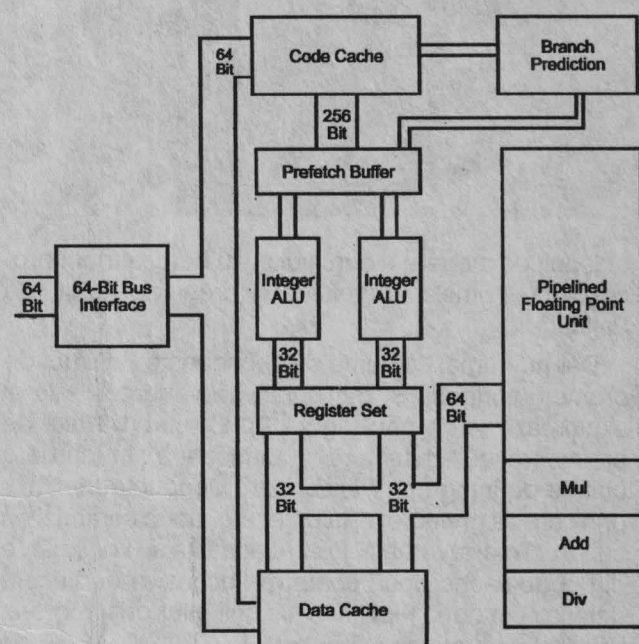 64
Bit
Code Cache
Branch
Prediction
256
Bit
Prefetch Buffer
64
Bit
64-Bit Bus
Interface
Integer
ALU
Integer
ALU
Pipelined
Floating Point
Unit
32
Bit
32
Bit
Register Set
64
Bit
32
Bit
32
Bit
Mul
Add
Div
Data Cache